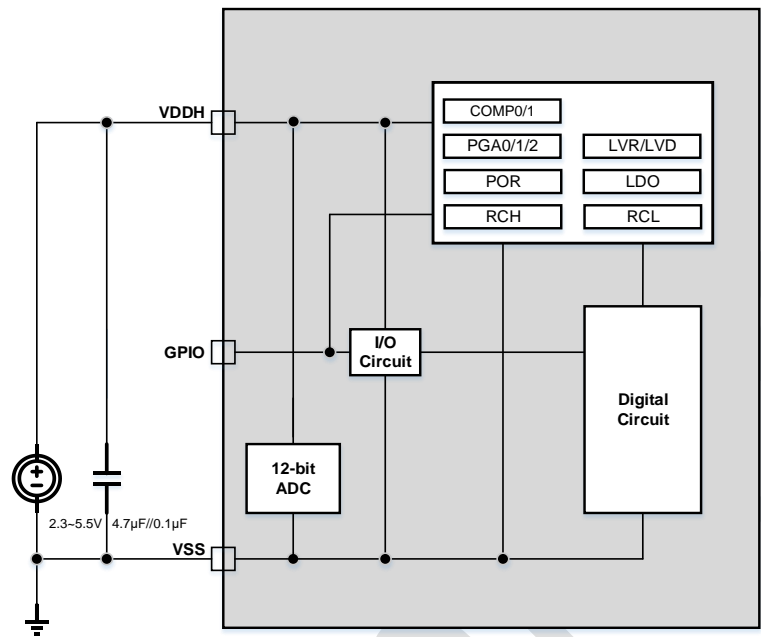 VDDH
COMP0/1
PGA0/1/2
LVR/LVD
POR
LDO
RCH
RCL
GPIO
I/O
Circuit
Digital
Circuit
12-bit
ADC
2.3~5.5V
4.7µF//0.1µF
VSS